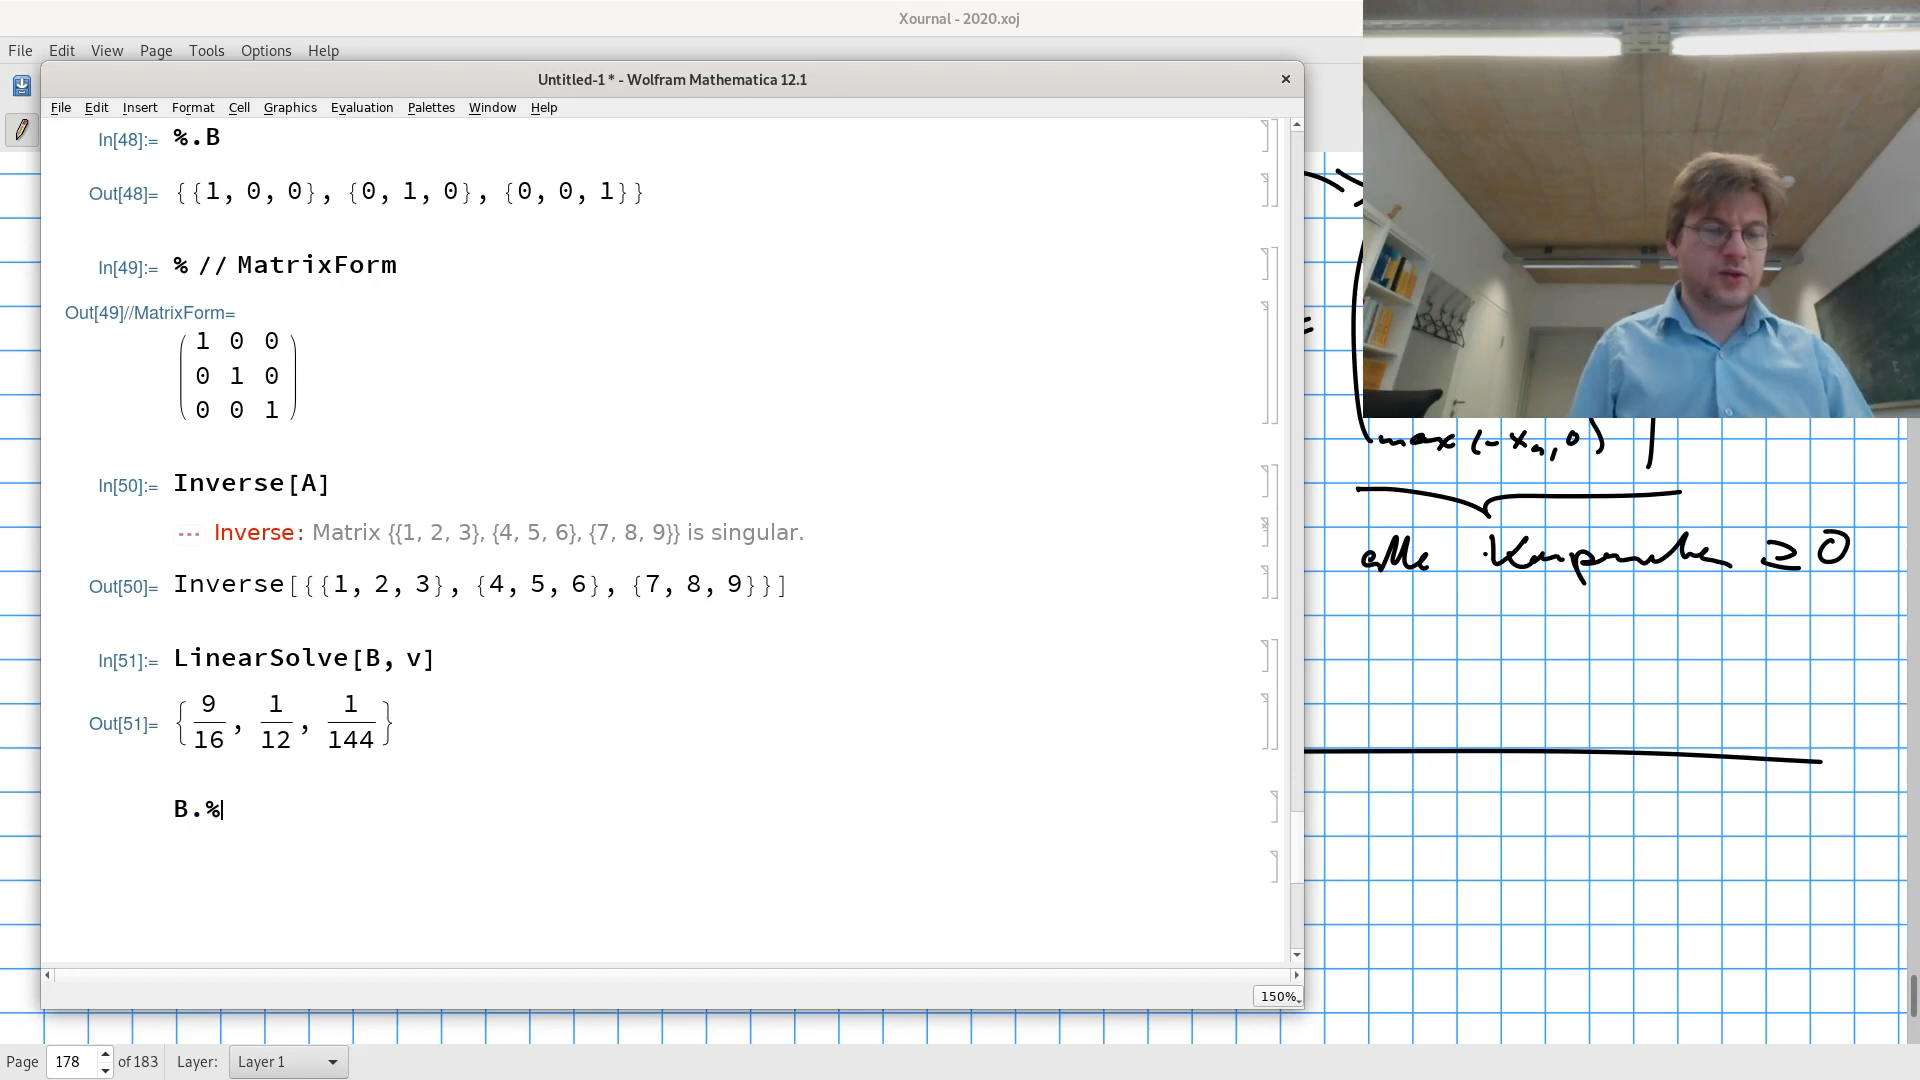 Xournal - 2020.xoj
File Edit View Page Tools Options Help
Untitled-1 * - Wolfram Mathematica 12.1
File Edit Insert Format Cell Graphics Evaluation Palettes Window Help
In[48]:= %.B
Out[48]= {{1, 0, 0}, {0, 1, 0}, {0, 0, 1}}
In[49]:= % // MatrixForm
Out[49]//MatrixForm=
1 0 0
0 1 0
0 0 1
In[50]:= Inverse[A]
Inverse: Matrix {{1, 2, 3}, {4, 5, 6}, {7, 8, 9}} is singular.
Out[50]= Inverse[{{1, 2, 3}, {4, 5, 6}, {7, 8, 9}}]
In[51]:= LinearSolve[B, v]
Out[51]= {9/16, 1/12, 1/144}
B.%
150%
=
max(-xn, 0)
alle Komponenten ≥ 0
Page 178 of 183 Layer: Layer 1